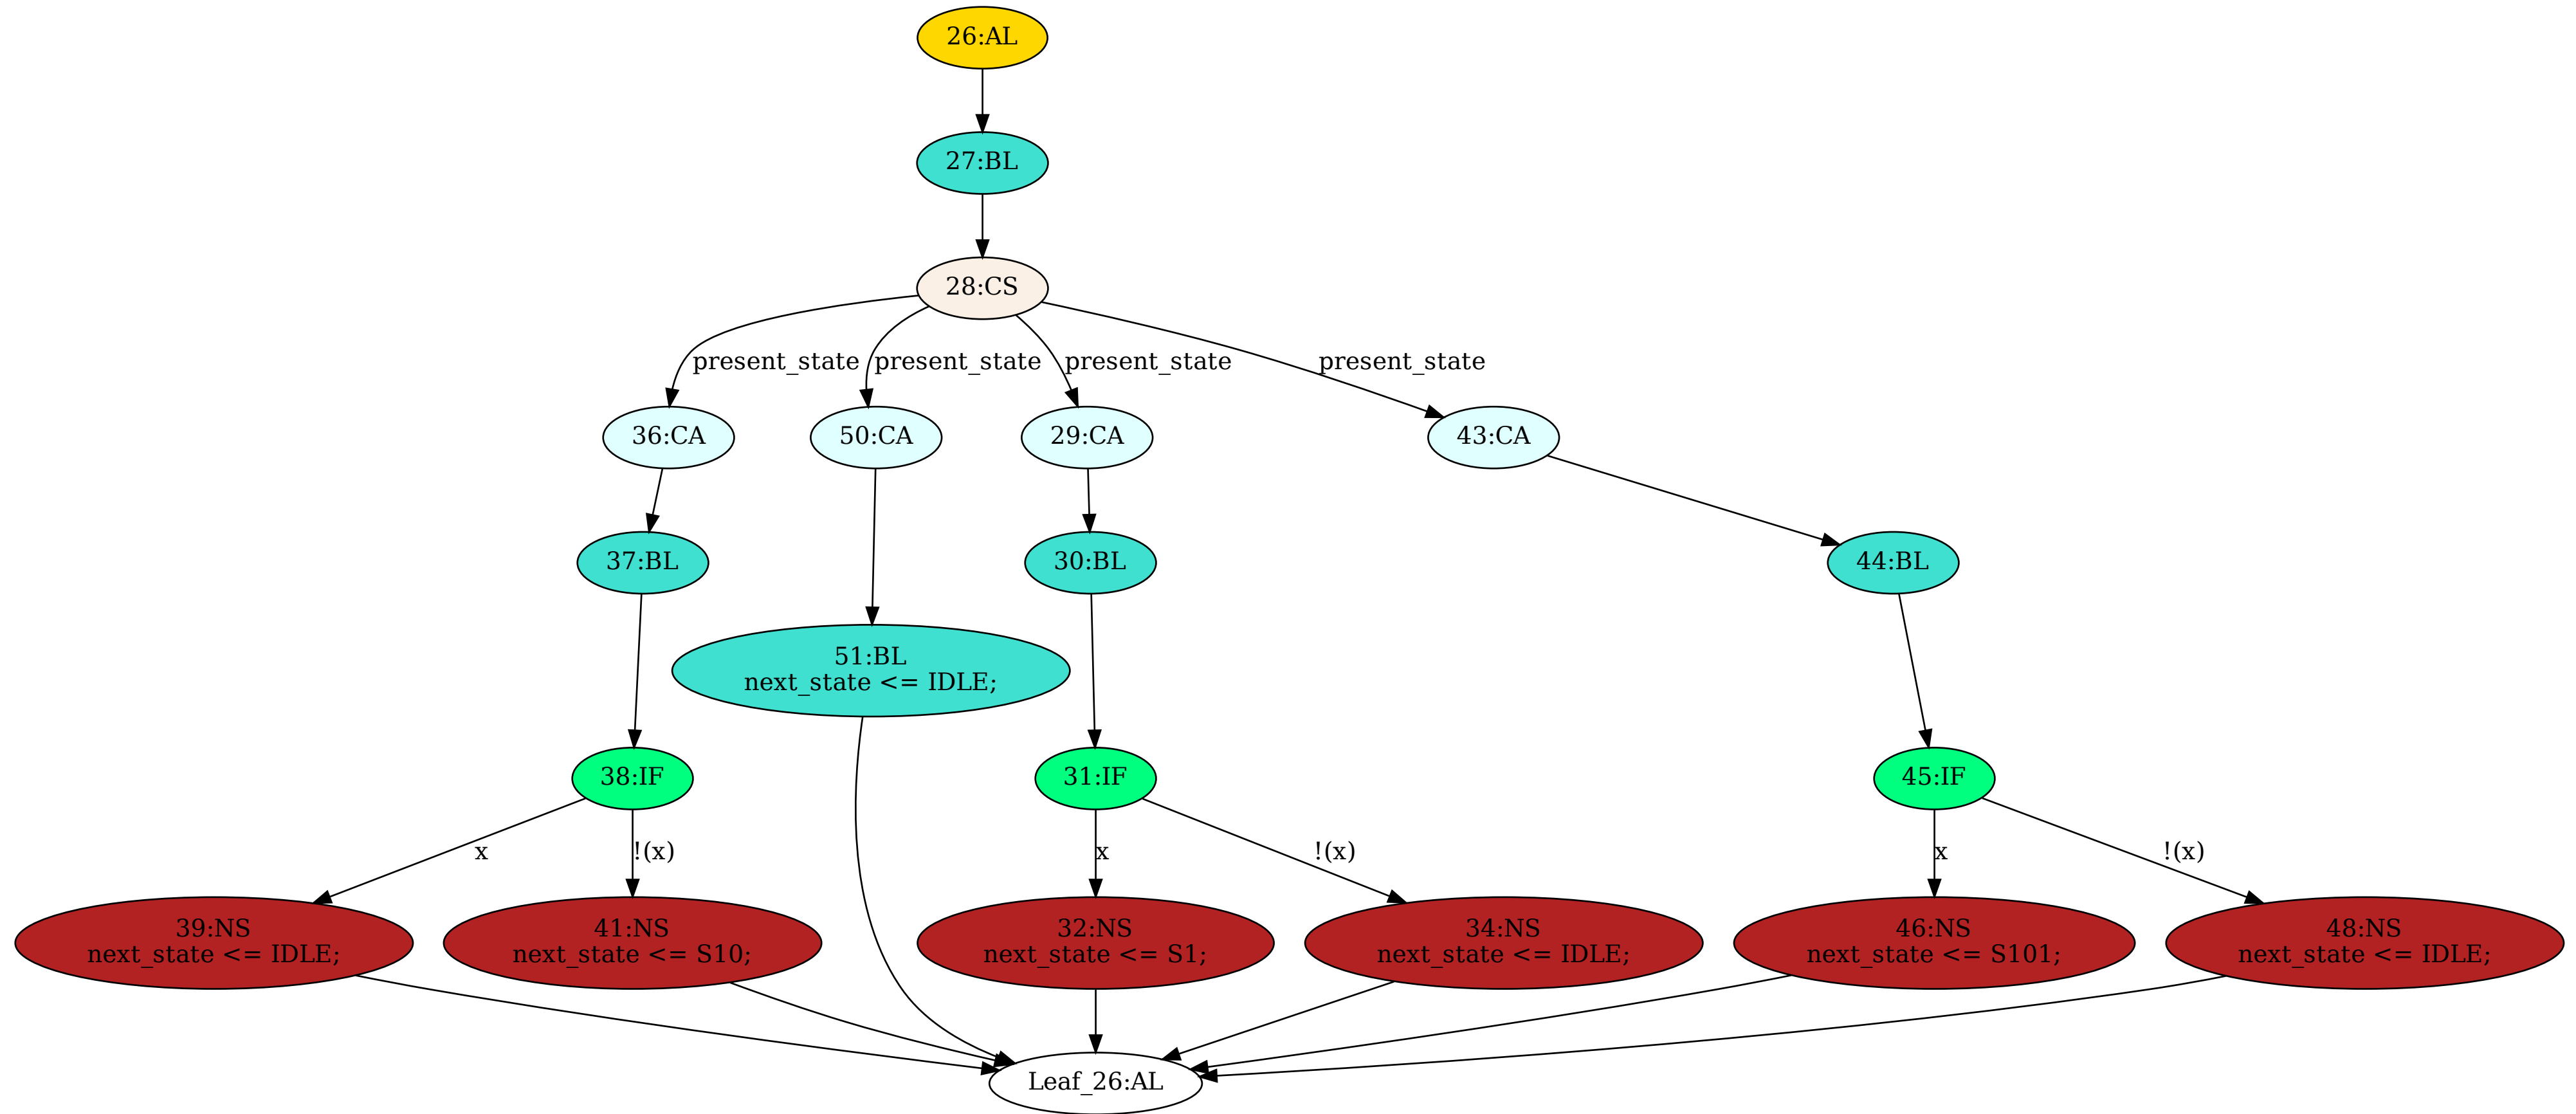 26:AL
27:BL
28:CS
present_state
present_state
present_state
present_state
36:CA
50:CA
29:CA
43:CA
37:BL
30:BL
44:BL
51:BL
next_state <= IDLE;
38:IF
31:IF
45:IF
x
!(x)
x
!(x)
x
!(x)
39:NS
next_state <= IDLE;
41:NS
next_state <= S10;
32:NS
next_state <= S1;
34:NS
next_state <= IDLE;
46:NS
next_state <= S101;
48:NS
next_state <= IDLE;
Leaf_26:AL